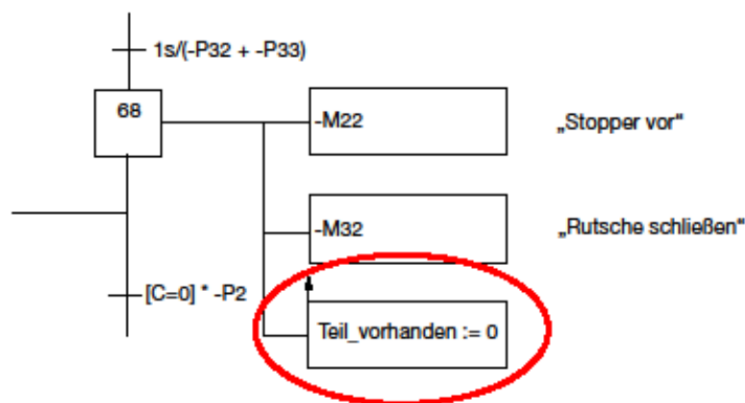 1s/(-P32 + -P33)
68
-M22
„Stopper vor“
-M32
„Rutsche schließen“
[C=0] * -P2
Teil_vorhanden := 0